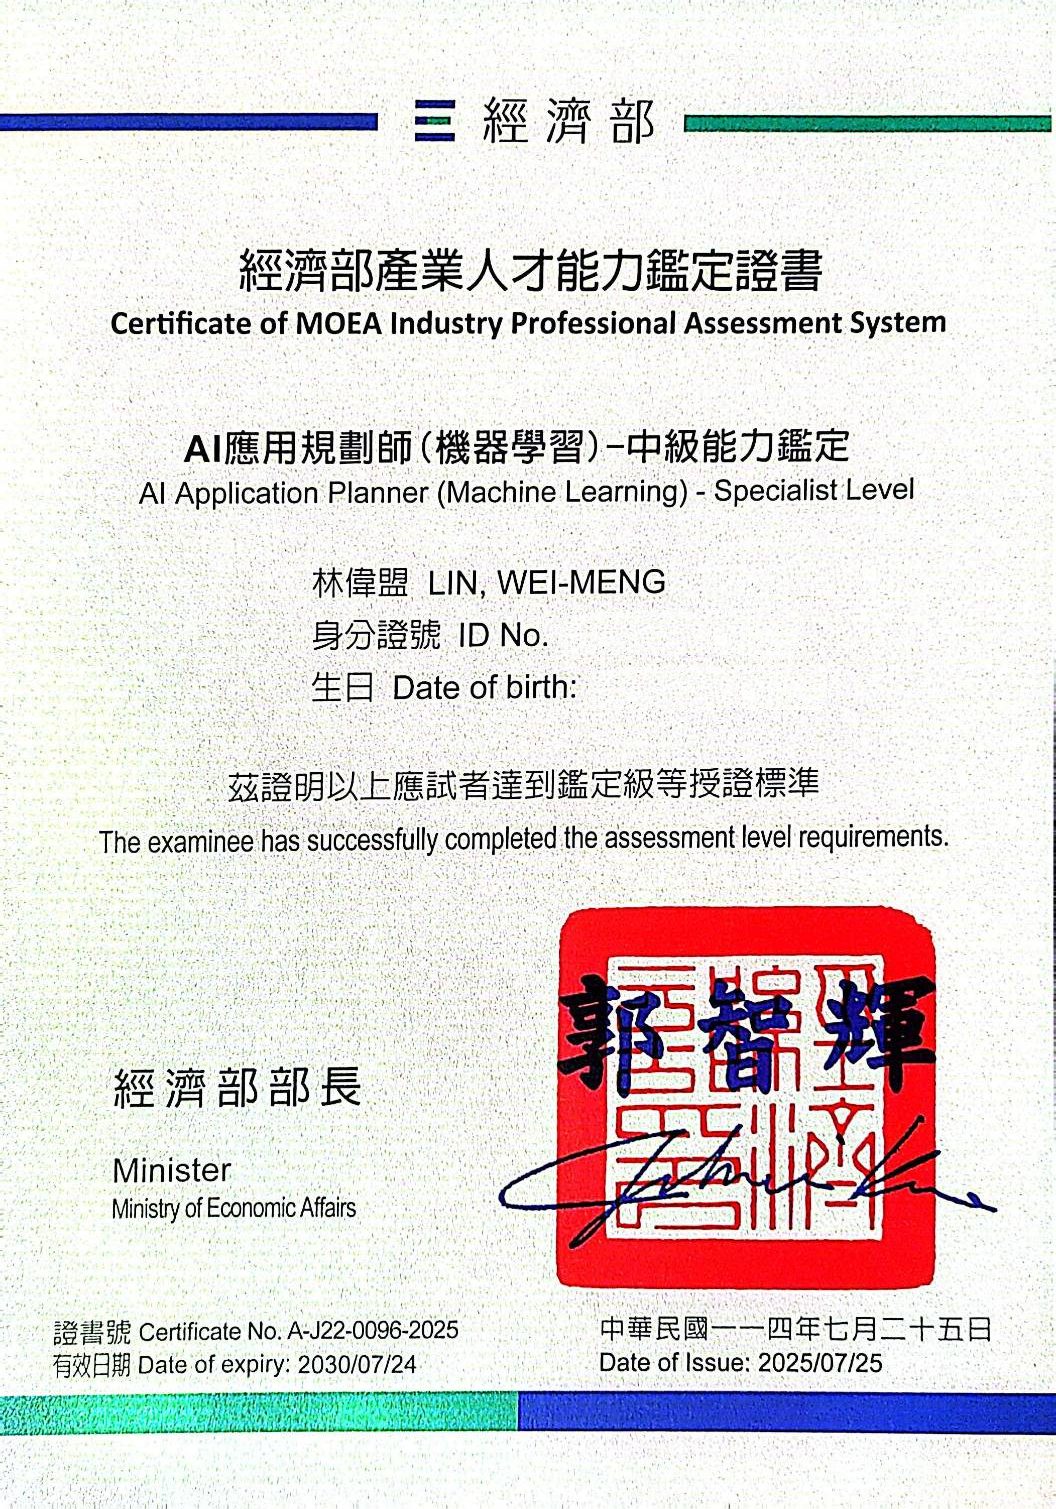 經濟部
經濟部產業人才能力鑑定證書
Certificate of MOEA Industry Professional Assessment System
AI應用規劃師(機器學習)-中級能力鑑定
AI Application Planner (Machine Learning) - Specialist Level
林偉盟 LIN, WEI-MENG
身分證號 ID No.
生日 Date of birth:
茲證明以上應試者達到鑑定級等授證標準
The examinee has successfully completed the assessment level requirements.
郭智輝
經濟部部長
Minister
Ministry of Economic Affairs
證書號 Certificate No. A-J22-0096-2025
有效日期 Date of expiry: 2030/07/24
中華民國一一四年七月二十五日
Date of Issue: 2025/07/25